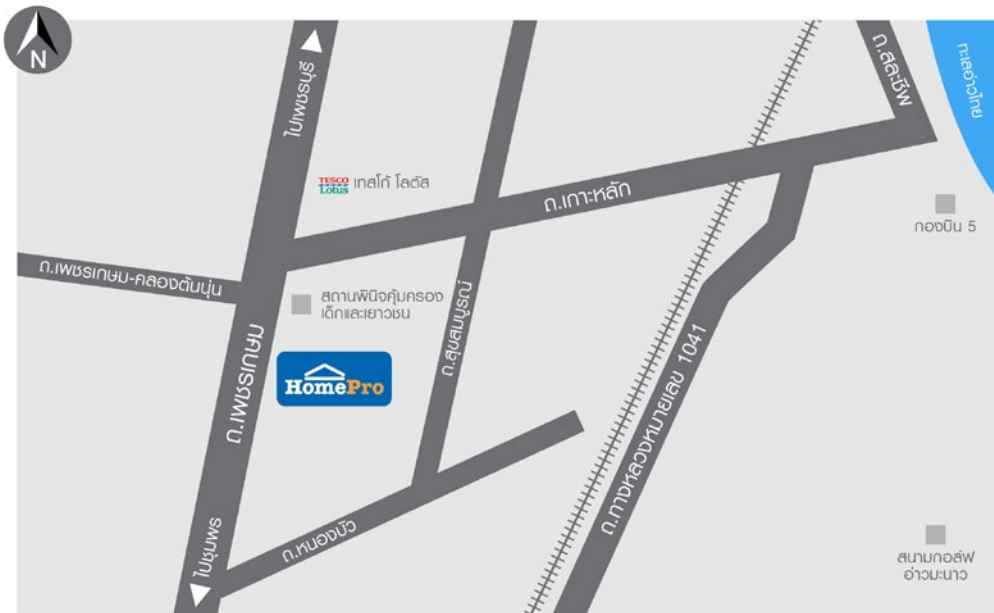 N
ไปเพชรบุรี
ถ.สละชีพ
ทะเลอ่าวไทย
TESCO
Lotus
เทสโก้ โลตัส
ถ.เกาะหลัก
กองบิน 5
ถ.เพชรเกษม-คลองต้นนุ่น
สถานพินิจคุ้มครอง
เด็กและเยาวชน
ถ.สุขสมบูรณ์
ถ.เพชรเกษม
HomePro
ถ.ทางหลวงหมายเลข 1041
ถ.หนองบัว
ไปชุมพร
สนามกอล์ฟ
อ่าวมะนาว